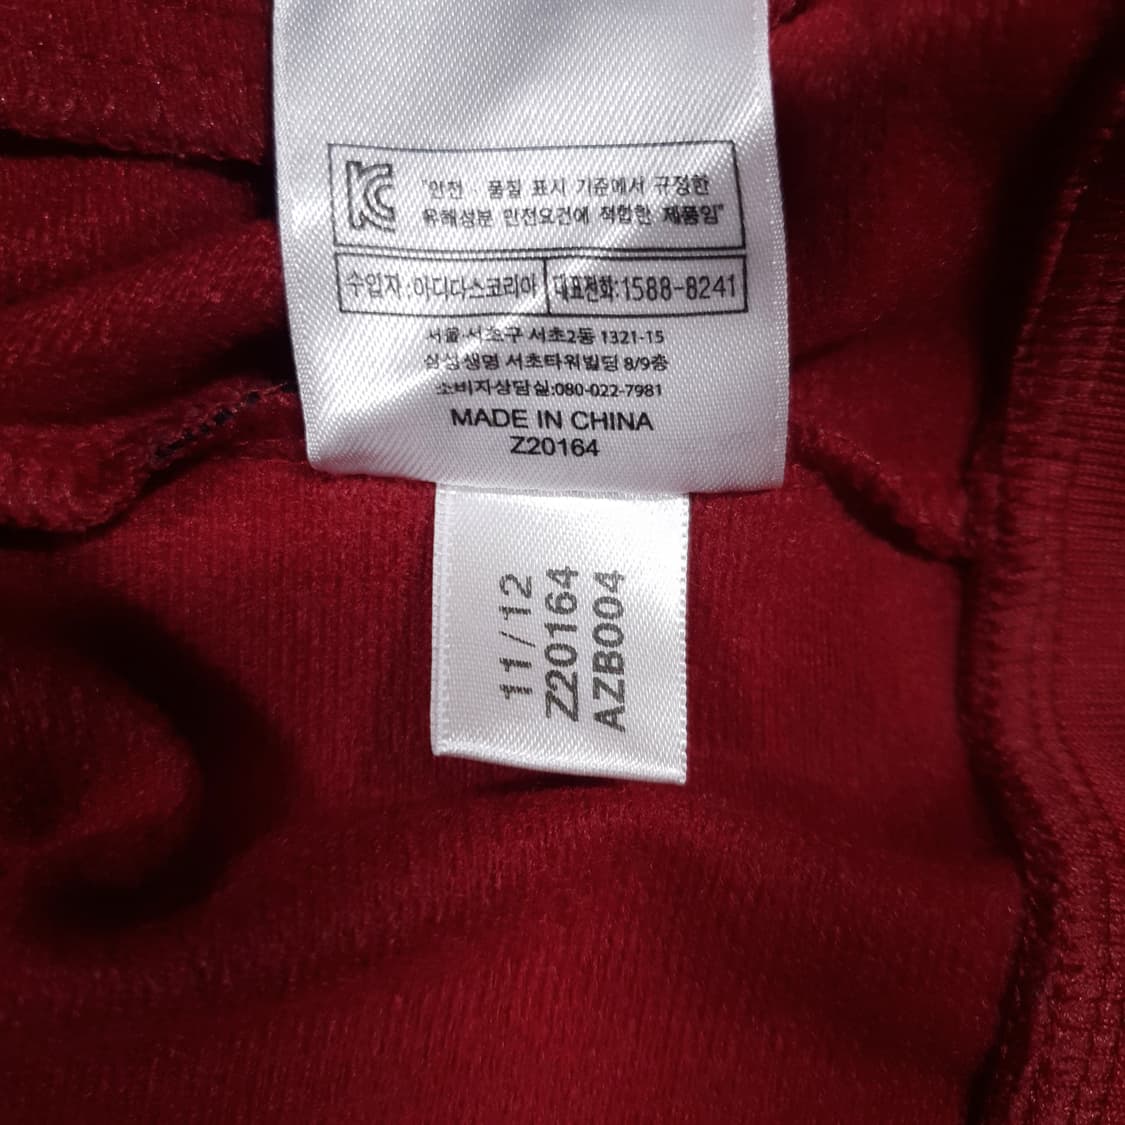 KC
"안전 · 품질 표시 기준에서 규정한
유해성분 안전요건에 적합한 제품임"
수입자:아디다스코리아 대표전화:1588-8241
서울 서초구 서초2동 1321-15
삼성생명 서초타워빌딩 8/9층
소비자상담실:080-022-7981
MADE IN CHINA
Z20164
11/12
Z20164
AZB004